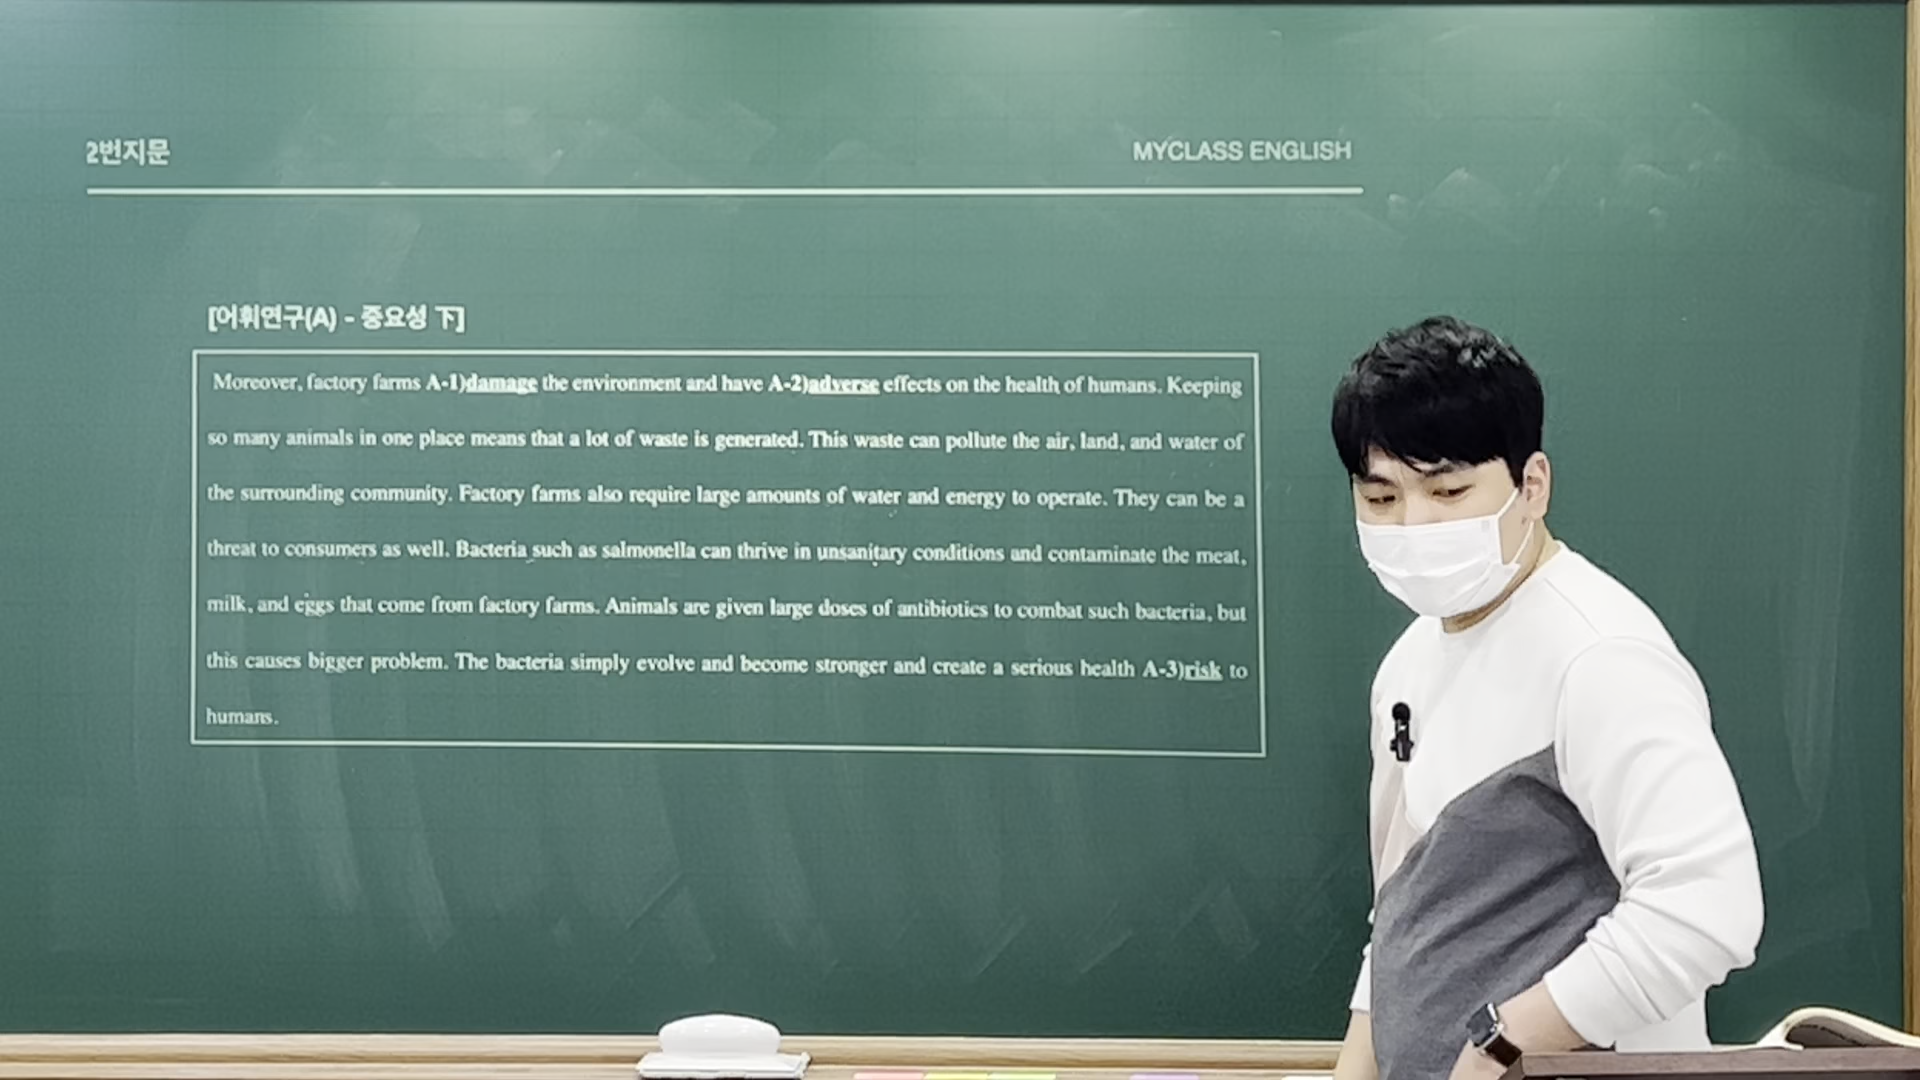 2번지문
MYCLASS ENGLISH
[어휘연구(A) - 중요성 下]
Moreover, factory farms A-1)damage the environment and have A-2)adverse effects on the health of humans. Keeping
so many animals in one place means that a lot of waste is generated. This waste can pollute the air, land, and water of
the surrounding community. Factory farms also require large amounts of water and energy to operate. They can be a
threat to consumers as well. Bacteria such as salmonella can thrive in unsanitary conditions and contaminate the meat,
milk, and eggs that come from factory farms. Animals are given large doses of antibiotics to combat such bacteria, but
this causes bigger problem. The bacteria simply evolve and become stronger and create a serious health A-3)risk to
humans.